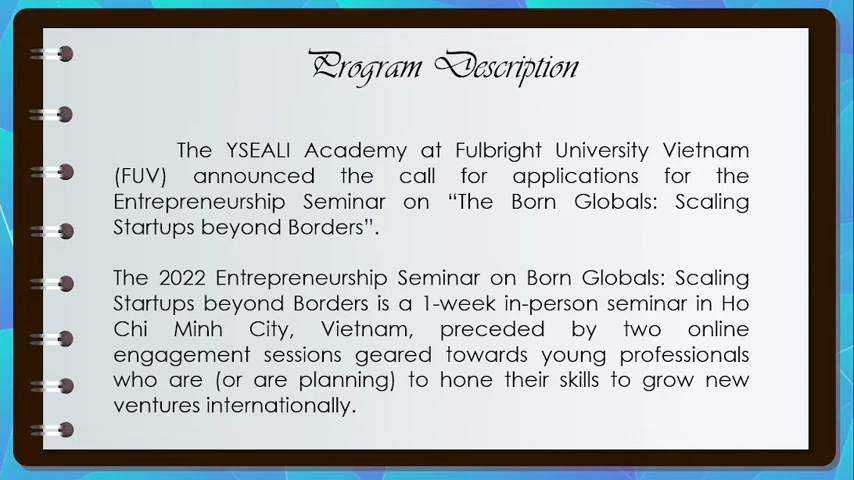 Program Description
The YSEALI Academy at Fulbright University Vietnam
(FUV) announced the call for applications for the
Entrepreneurship Seminar on “The Born Globals: Scaling
Startups beyond Borders”.
The 2022 Entrepreneurship Seminar on Born Globals: Scaling
Startups beyond Borders is a 1-week in-person seminar in Ho
Chi Minh City, Vietnam, preceded by two online
engagement sessions geared towards young professionals
who are (or are planning) to hone their skills to grow new
ventures internationally.